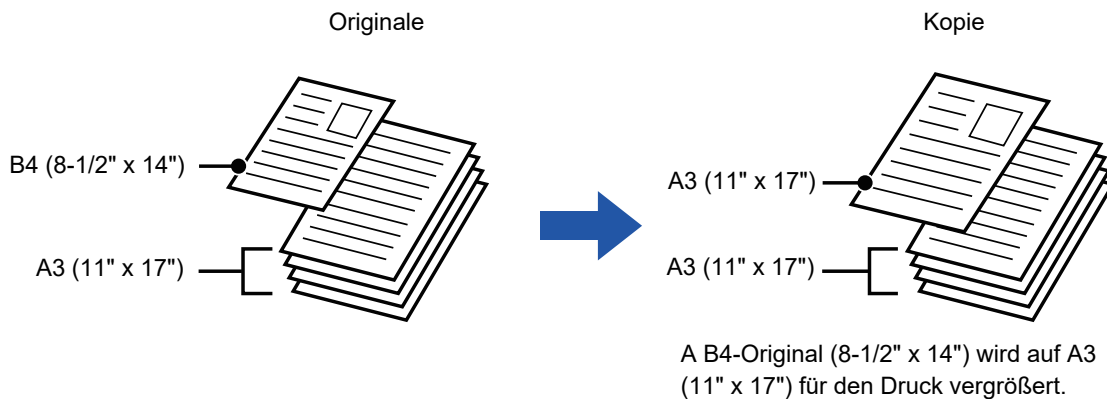 Originale
Kopie
B4 (8-1/2" x 14")
A3 (11" x 17")
A3 (11" x 17")
A3 (11" x 17")
A B4-Original (8-1/2" x 14") wird auf A3
(11" x 17") für den Druck vergrößert.